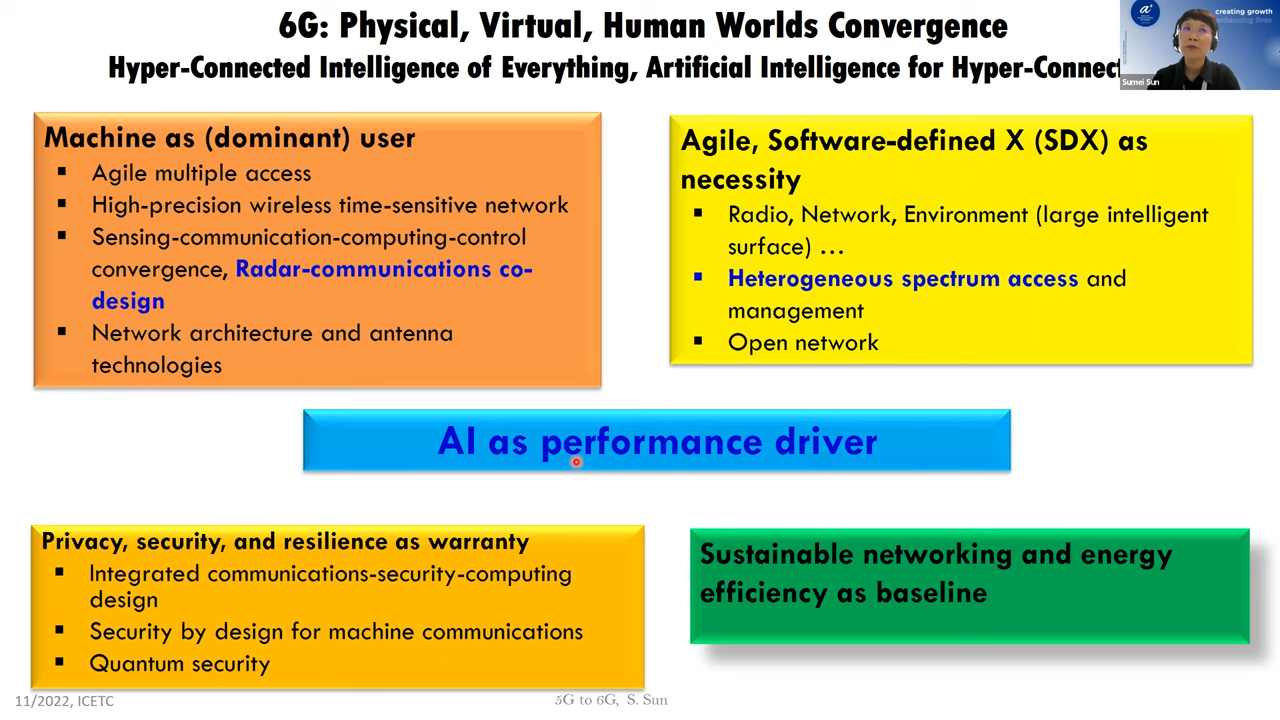 6G: Physical, Virtual, Human Worlds Convergence
Hyper-Connected Intelligence of Everything, Artificial Intelligence for Hyper-Connect
creating growth
enhancing lives
Sumei Sun
Machine as (dominant) user
▪ Agile multiple access
▪ High-precision wireless time-sensitive network
▪ Sensing-communication-computing-control
convergence, Radar-communications co-
design
▪ Network architecture and antenna
technologies
Agile, Software-defined X (SDX) as
necessity
▪ Radio, Network, Environment (large intelligent
surface) …
▪ Heterogeneous spectrum access and
management
▪ Open network
AI as performance driver
Privacy, security, and resilience as warranty
▪ Integrated communications-security-computing
design
▪ Security by design for machine communications
▪ Quantum security
Sustainable networking and energy
efficiency as baseline
11/2022, ICETC
5G to 6G, S. Sun